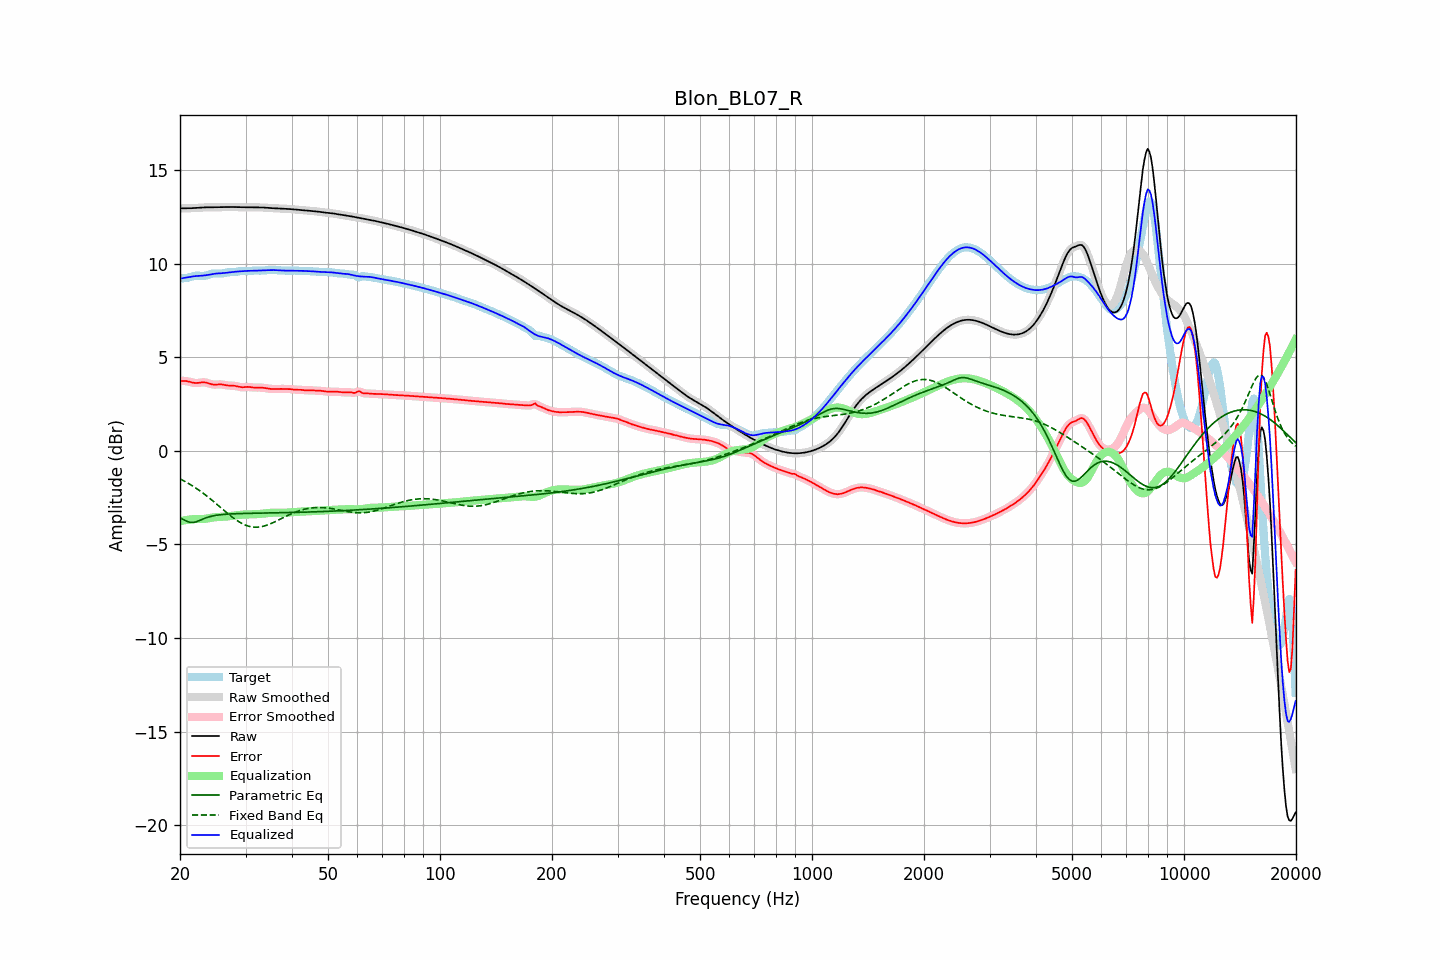 Blon_BL07_R
Amplitude (dBr)
15
10
5
0
−5
−10
−15
−20
Target
Raw Smoothed
Error Smoothed
Raw
Error
Equalization
Parametric Eq
Fixed Band Eq
Equalized
20 50 100 200 500 1000 2000 5000 10000 20000
Frequency (Hz)